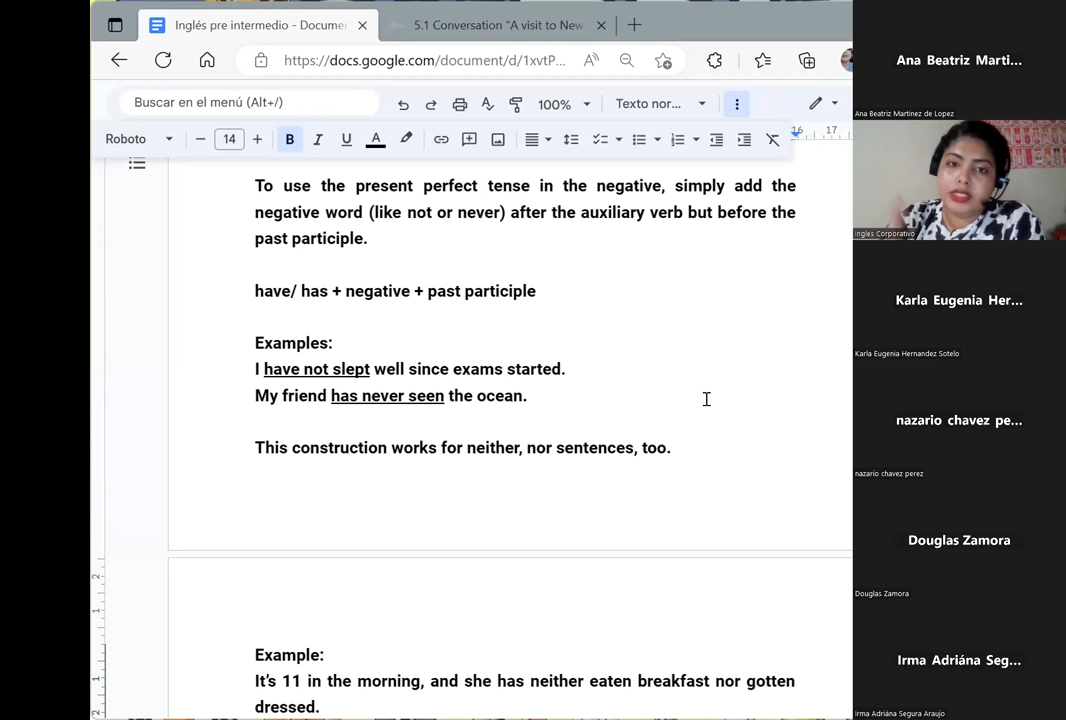 Inglés pre intermedio - Docume
5.1 Conversation "A visit to New
https://docs.google.com/document/d/1xvtP...
Buscar en el menú (Alt+/)
100%
Texto nor...
Roboto
14
B I U A
16 17
To use the present perfect tense in the negative, simply add the
negative word (like not or never) after the auxiliary verb but before the
past participle.
have/ has + negative + past participle
Examples:
I have not slept well since exams started.
My friend has never seen the ocean.
This construction works for neither, nor sentences, too.
2
1
Example:
It's 11 in the morning, and she has neither eaten breakfast nor gotten
dressed.
1
2
Ana Beatriz Marti...
Ana Beatriz Martinez de Lopez
Ingles Corporativo
Karla Eugenia Her...
Karla Eugenia Hernandez Sotelo
nazario chavez pe...
nazario chavez perez
Douglas Zamora
Douglas Zamora
Irma Adriána Seg...
Irma Adriána Segura Araujo